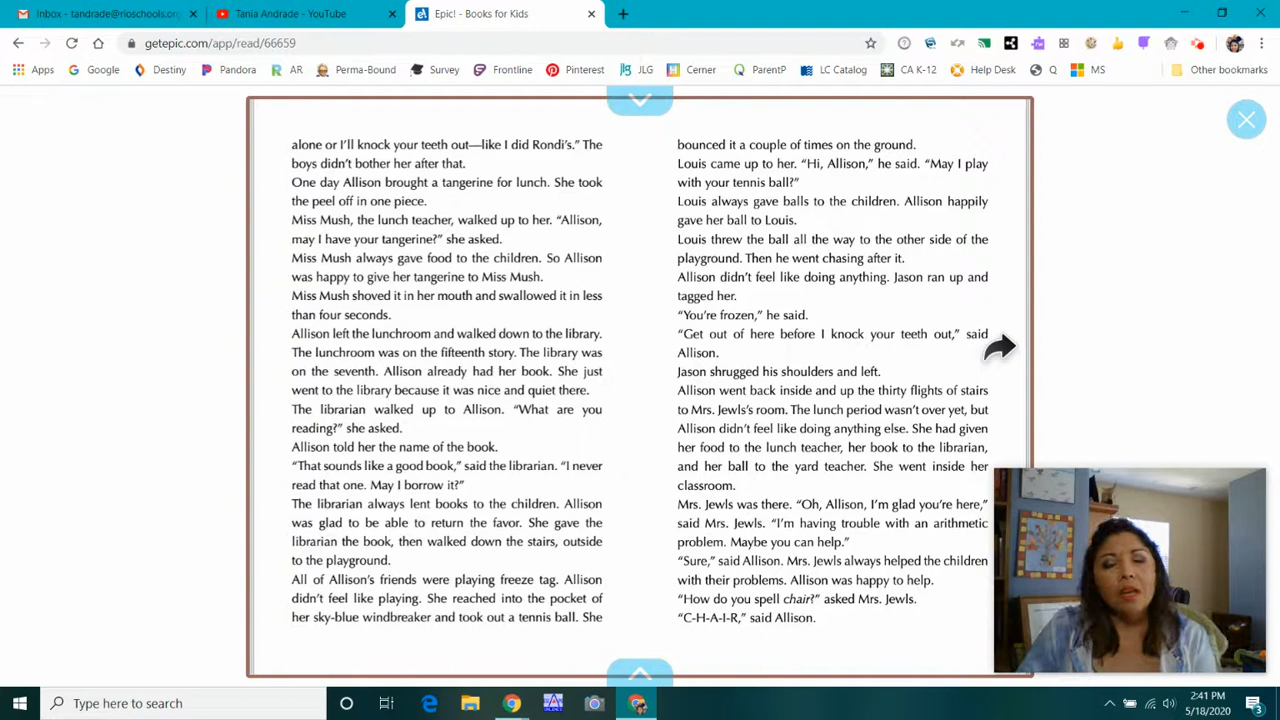 Inbox - tandrade@rioschools.org
Tania Andrade - YouTube
Epic! - Books for Kids
getepic.com/app/read/66659
Apps Google Destiny Pandora AR Perma-Bound Survey Frontline Pinterest JLG Cerner ParentP LC Catalog CA K-12 Help Desk Q MS Other bookmarks
alone or I’ll knock your teeth out—like I did Rondi’s.” The
boys didn’t bother her after that.
One day Allison brought a tangerine for lunch. She took
the peel off in one piece.
Miss Mush, the lunch teacher, walked up to her. “Allison,
may I have your tangerine?” she asked.
Miss Mush always gave food to the children. So Allison
was happy to give her tangerine to Miss Mush.
Miss Mush shoved it in her mouth and swallowed it in less
than four seconds.
Allison left the lunchroom and walked down to the library.
The lunchroom was on the fifteenth story. The library was
on the seventh. Allison already had her book. She just
went to the library because it was nice and quiet there.
The librarian walked up to Allison. “What are you
reading?” she asked.
Allison told her the name of the book.
“That sounds like a good book,” said the librarian. “I never
read that one. May I borrow it?”
The librarian always lent books to the children. Allison
was glad to be able to return the favor. She gave the
librarian the book, then walked down the stairs, outside
to the playground.
All of Allison’s friends were playing freeze tag. Allison
didn’t feel like playing. She reached into the pocket of
her sky-blue windbreaker and took out a tennis ball. She
bounced it a couple of times on the ground.
Louis came up to her. “Hi, Allison,” he said. “May I play
with your tennis ball?”
Louis always gave balls to the children. Allison happily
gave her ball to Louis.
Louis threw the ball all the way to the other side of the
playground. Then he went chasing after it.
Allison didn’t feel like doing anything. Jason ran up and
tagged her.
“You’re frozen,” he said.
“Get out of here before I knock your teeth out,” said
Allison.
Jason shrugged his shoulders and left.
Allison went back inside and up the thirty flights of stairs
to Mrs. Jewls’s room. The lunch period wasn’t over yet, but
Allison didn’t feel like doing anything else. She had given
her food to the lunch teacher, her book to the librarian,
and her ball to the yard teacher. She went inside her
classroom.
Mrs. Jewls was there. “Oh, Allison, I’m glad you’re here,”
said Mrs. Jewls. “I’m having trouble with an arithmetic
problem. Maybe you can help.”
“Sure,” said Allison. Mrs. Jewls always helped the children
with their problems. Allison was happy to help.
“How do you spell chair?” asked Mrs. Jewls.
“C-H-A-I-R,” said Allison.
Type here to search
2:41 PM
5/18/2020
3